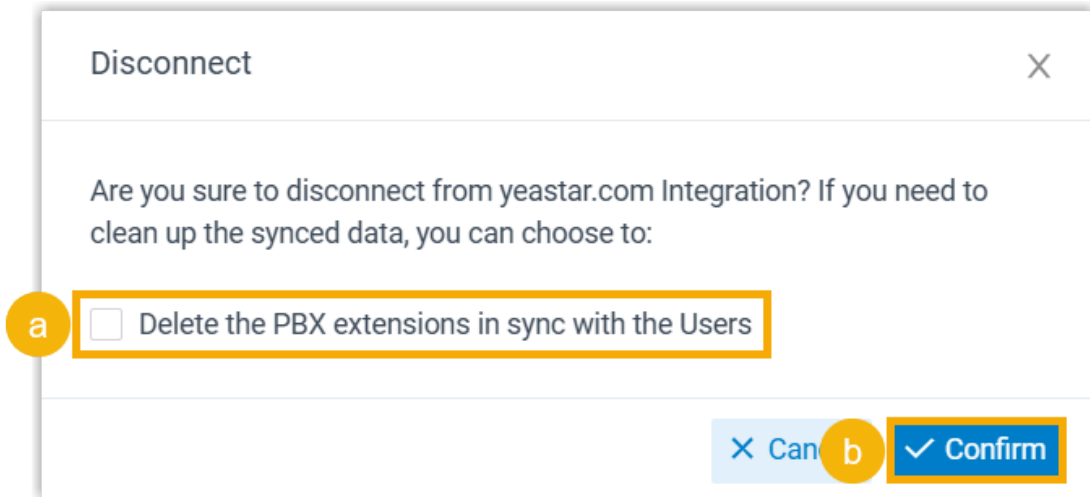 Disconnect
Are you sure to disconnect from yeastar.com Integration? If you need to
clean up the synced data, you can choose to:
a
Delete the PBX extensions in sync with the Users
b
Confirm